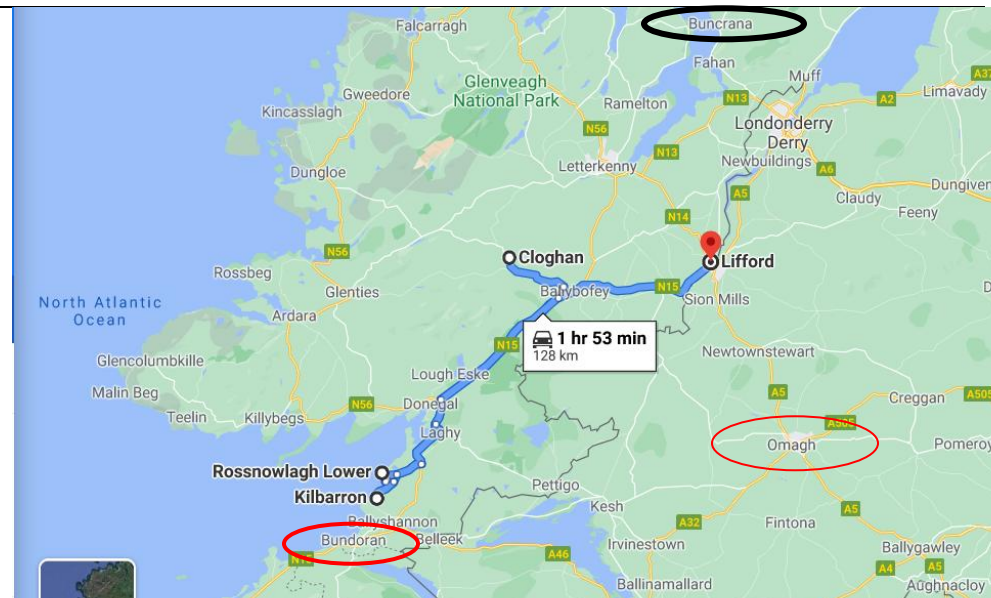 Falcarragh
Buncrana
Fahan
Muff
A37
Glenveagh
National Park
Gweedore
Kincasslagh
Ramelton
N13
A2
Limavady
Londonderry
Derry
N56
N13
Letterkenny
Newbuildings
Dungloe
A6
A5
Claudy
Dungiven
Feeny
N14
N56
Cloghan
Lifford
Rossbeg
Glenties
Ballybofey
N15
Sion Mills
North Atlantic
Ocean
Ardara
1 hr 53 min
128 km
N15
Newtownstewart
Glencolumbkille
Lough Eske
Malin Beg
A5
Creggan
A505
Teelin
Killybegs
N56
Donegal
A505
Laghy
Omagh
Pomeroy
Rossnowlagh Lower
Kilbarron
Pettigo
Kesh
A5
Ballyshannon
A32
Fintona
Bundoran
Belleek
Irvinestown
N15
A46
Ballygawley
A4
A5
Ballinamallard
Aughnacloy